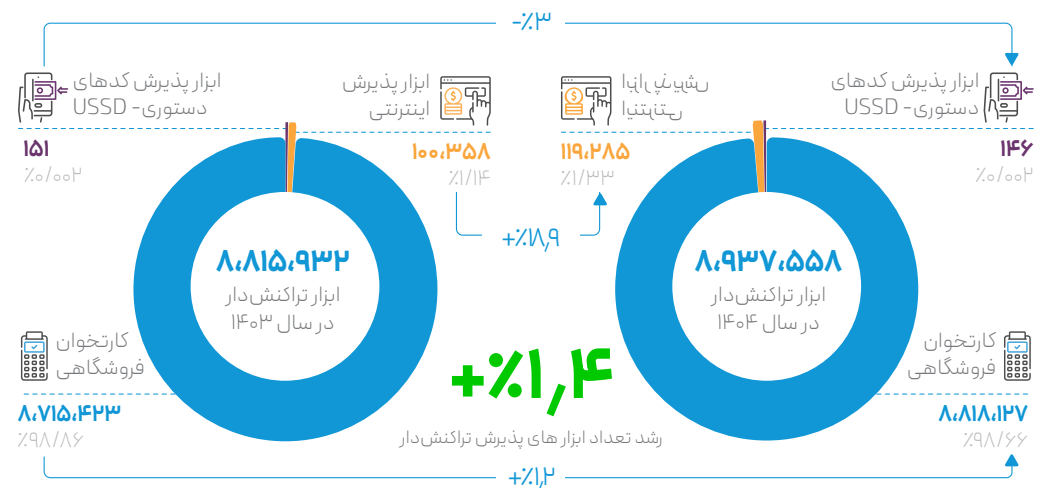 -٪۳
ابزار پذیرش کدهای
دستوری- USSD
۱۴۶
٪۰/۰۰۲
ابزار پذیرش
اینترنتی
۱۱۹،۲۸۵
٪۱/۳۳
ابزار پذیرش
اینترنتی
۱۰۰،۳۵۸
٪۱/۱۴
ابزار پذیرش کدهای
دستوری- USSD
۱۵۱
٪۰/۰۰۲
+٪۱۸٫۹
۸،۹۳۷،۵۵۸
ابزار تراکنش‌دار
در سال ۱۴۰۴
۸،۸۱۵،۹۳۲
ابزار تراکنش‌دار
در سال ۱۴۰۳
کارتخوان
فروشگاهی
۸،۸۱۸،۱۲۷
٪۹۸/۶۶
+٪۱٫۴
رشد تعداد ابزار های پذیرش تراکنش‌دار
کارتخوان
فروشگاهی
۸،۷۱۵،۴۲۳
٪۹۸/۸۶
+٪۱٫۲